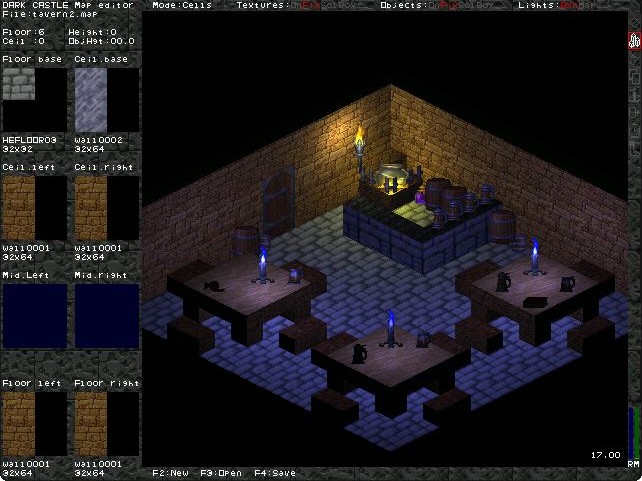 DARK CASTLE Map editor
File:tavern2.map
Mode:Cells Textures: Objects: Lights:
Floor:6 Height:0
Ceil :0 ObjHgt:00.0
Floor base Ceil.base
HEFLOOR03 Wall0002
32x32 32x64
Ceil.left Ceil.right
Wall0001 Wall0001
32x64 32x64
Mid.Left Mid.right
Floor left Floor right
Wall0001 Wall0001
32x64 32x64
17.00
RM
F2:New F3:Open F4:Save